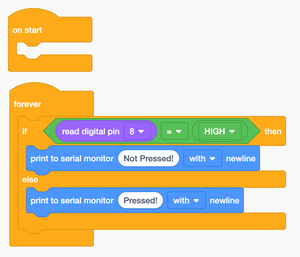 on start
forever
if read digital pin 8 = HIGH then
print to serial monitor Not Pressed! with newline
else
print to serial monitor Pressed! with newline